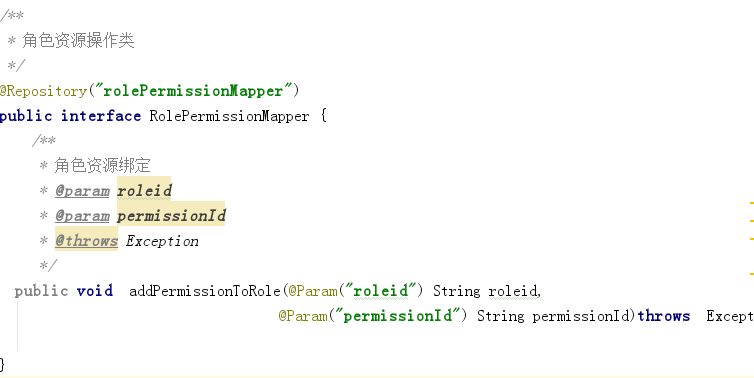 /**
* 角色资源操作类
*/
@Repository("rolePermissionMapper")
public interface RolePermissionMapper {
/**
* 角色资源绑定
* @param roleid
* @param permissionId
* @throws Exception
*/
public void addPermissionToRole(@Param("roleid") String roleid,
@Param("permissionId") String permissionId)throws Except
}